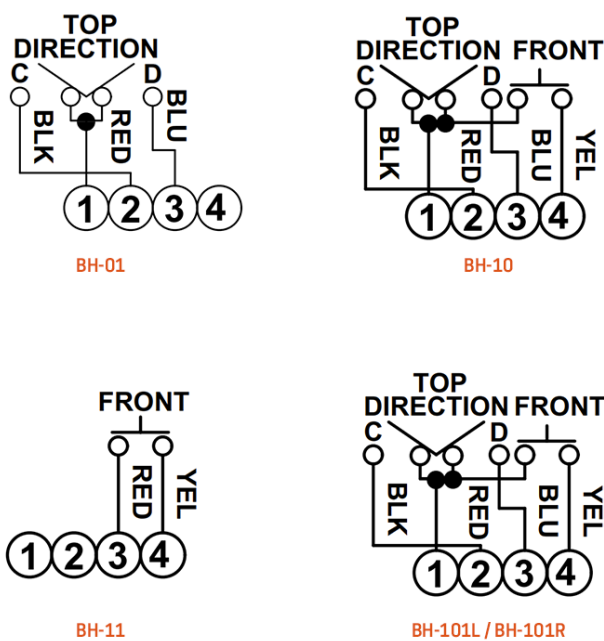 TOP
DIRECTION
C D
BLK RED BLU
1 2 3 4
BH-01
TOP
DIRECTION FRONT
C D
BLK RED BLU YEL
1 2 3 4
BH-10
FRONT
RED YEL
1 2 3 4
BH-11
TOP
DIRECTION FRONT
C D
BLK RED BLU YEL
1 2 3 4
BH-101L / BH-101R